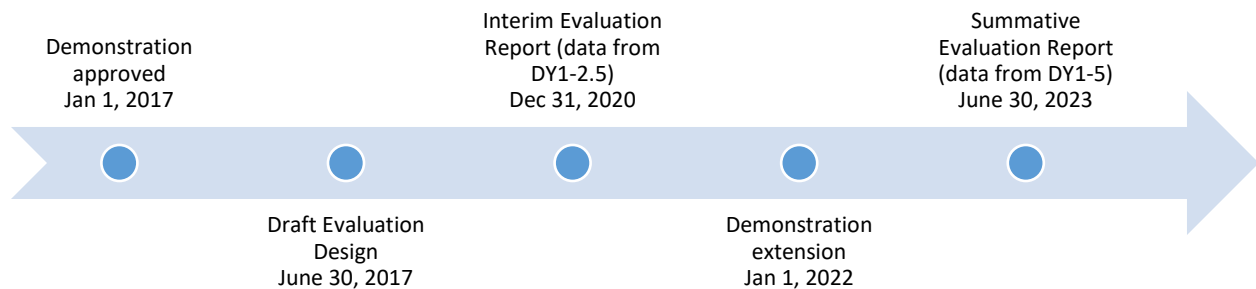 Demonstration
approved
Jan 1, 2017
Draft Evaluation
Design
June 30, 2017
Interim Evaluation
Report (data from
DY1-2.5)
Dec 31, 2020
Demonstration
extension
Jan 1, 2022
Summative
Evaluation Report
(data from DY1-5)
June 30, 2023